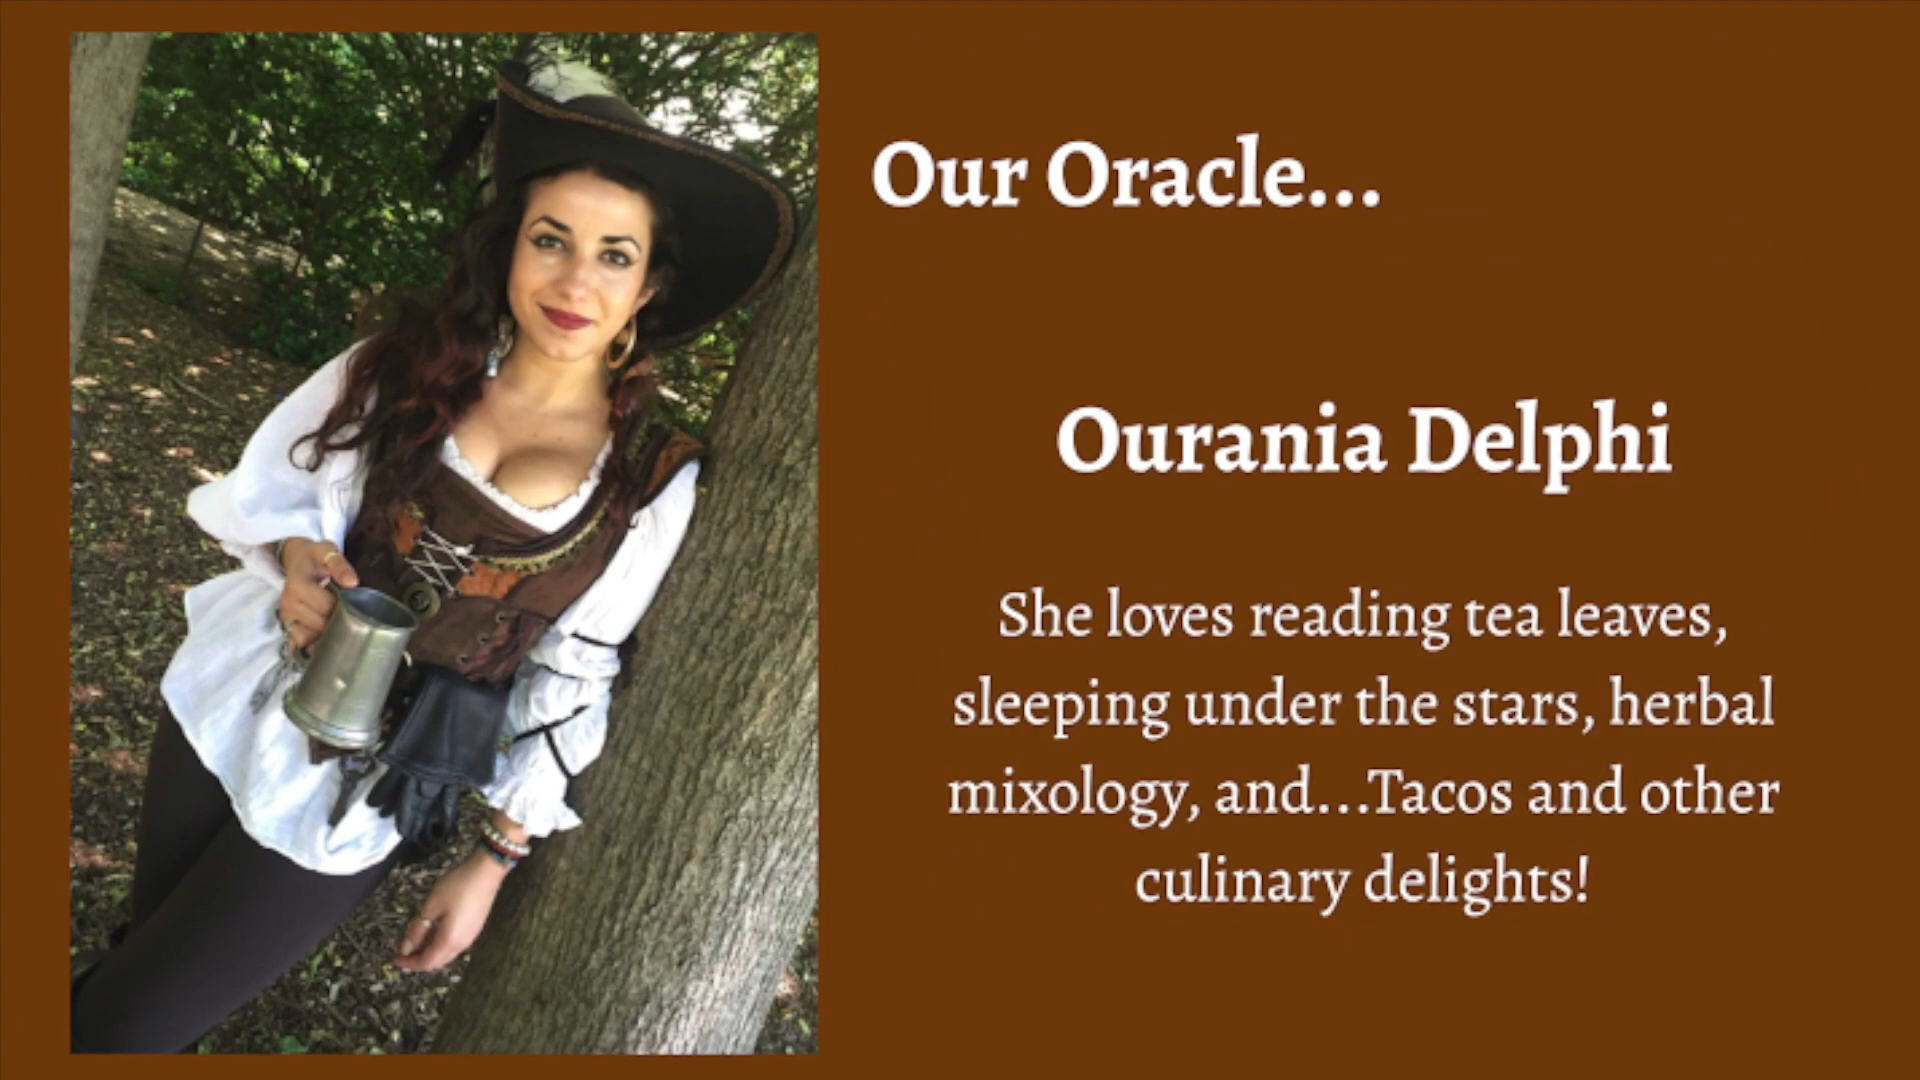 Our Oracle...
Ourania Delphi
She loves reading tea leaves,
sleeping under the stars, herbal
mixology, and...Tacos and other
culinary delights!